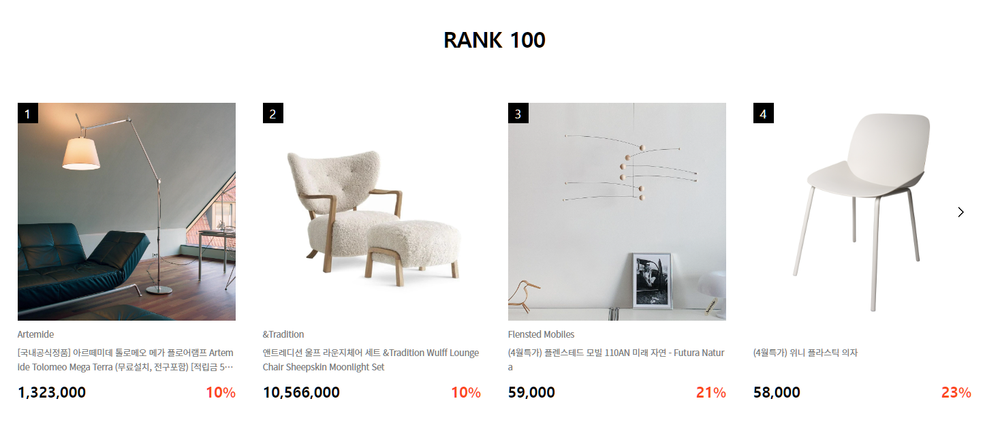 RANK 100
1
2
3
4
Artemide
[국내공식정품] 아르떼미데 톨로메오 메가 플로어램프 Artem
ide Tolomeo Mega Terra (무료설치, 전구포함) [적립금 5…
1,323,000 10%
&Tradition
앤트레디션 울프 라운지체어 세트 &Tradition Wulff Lounge
Chair Sheepskin Moonlight Set
10,566,000 10%
Flensted Mobiles
(4월특가) 플렌스테드 모빌 110AN 미래 자연 - Futura Natur
a
59,000 21%
(4월특가) 위니 플라스틱 의자
58,000 23%